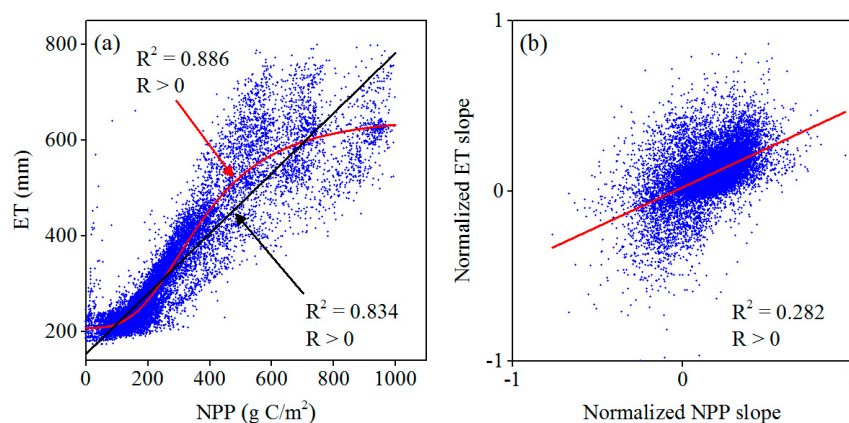 (a)
R² = 0.886
R > 0
R² = 0.834
R > 0
800
600
400
200
ET (mm)
0 200 400 600 800 1000
NPP (g C/m²)
(b)
R² = 0.282
R > 0
1
0
-1
Normalized ET slope
-1 0
Normalized NPP slope